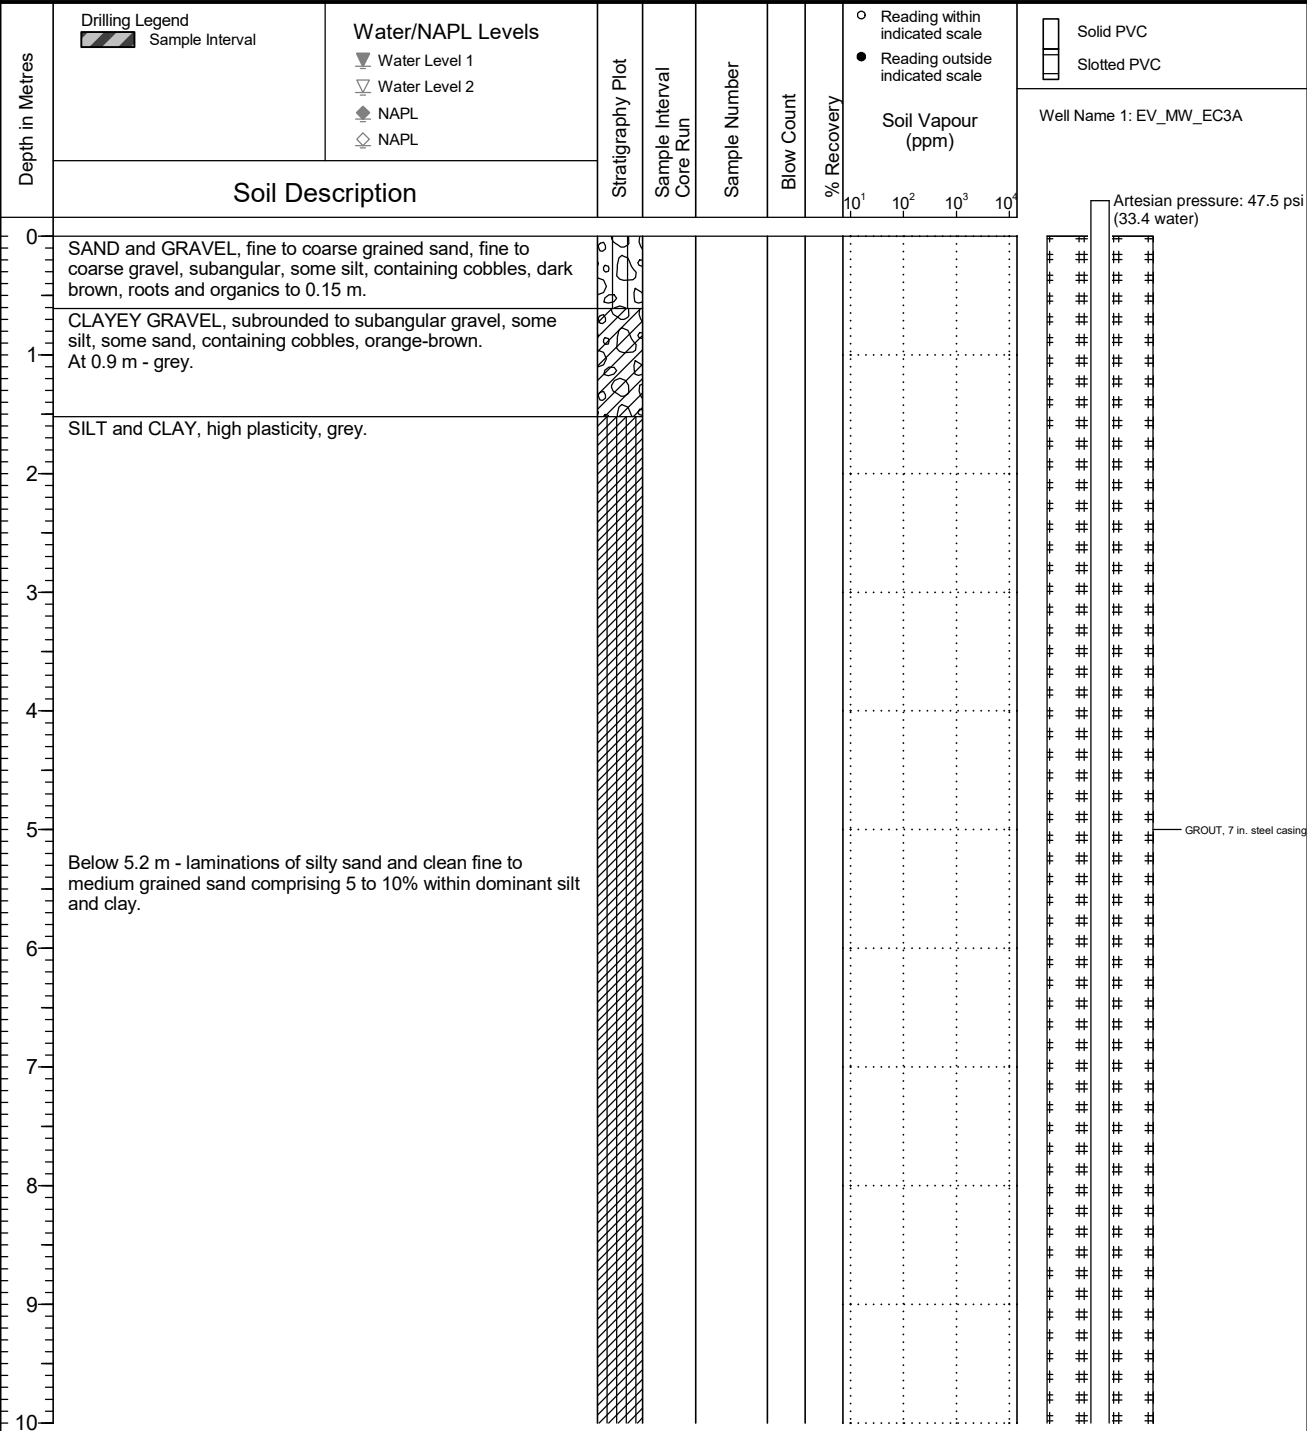 Drilling Legend
Sample Interval
Water/NAPL Levels
Water Level 1
Water Level 2
NAPL
NAPL
Depth in Metres
Soil Description
Stratigraphy Plot
Sample Interval
Core Run
Sample Number
Blow Count
% Recovery
Reading within
indicated scale
Reading outside
indicated scale
Soil Vapour
(ppm)
10¹ 10² 10³ 10⁴
Solid PVC
Slotted PVC
Well Name 1: EV_MW_EC3A
Artesian pressure: 47.5 psi
(33.4 water)
0
SAND and GRAVEL, fine to coarse grained sand, fine to
coarse gravel, subangular, some silt, containing cobbles, dark
brown, roots and organics to 0.15 m.
CLAYEY GRAVEL, subrounded to subangular gravel, some
silt, some sand, containing cobbles, orange-brown.
At 0.9 m - grey.
1
SILT and CLAY, high plasticity, grey.
2
3
4
5
GROUT, 7 in. steel casing
Below 5.2 m - laminations of silty sand and clean fine to
medium grained sand comprising 5 to 10% within dominant silt
and clay.
6
7
8
9
10